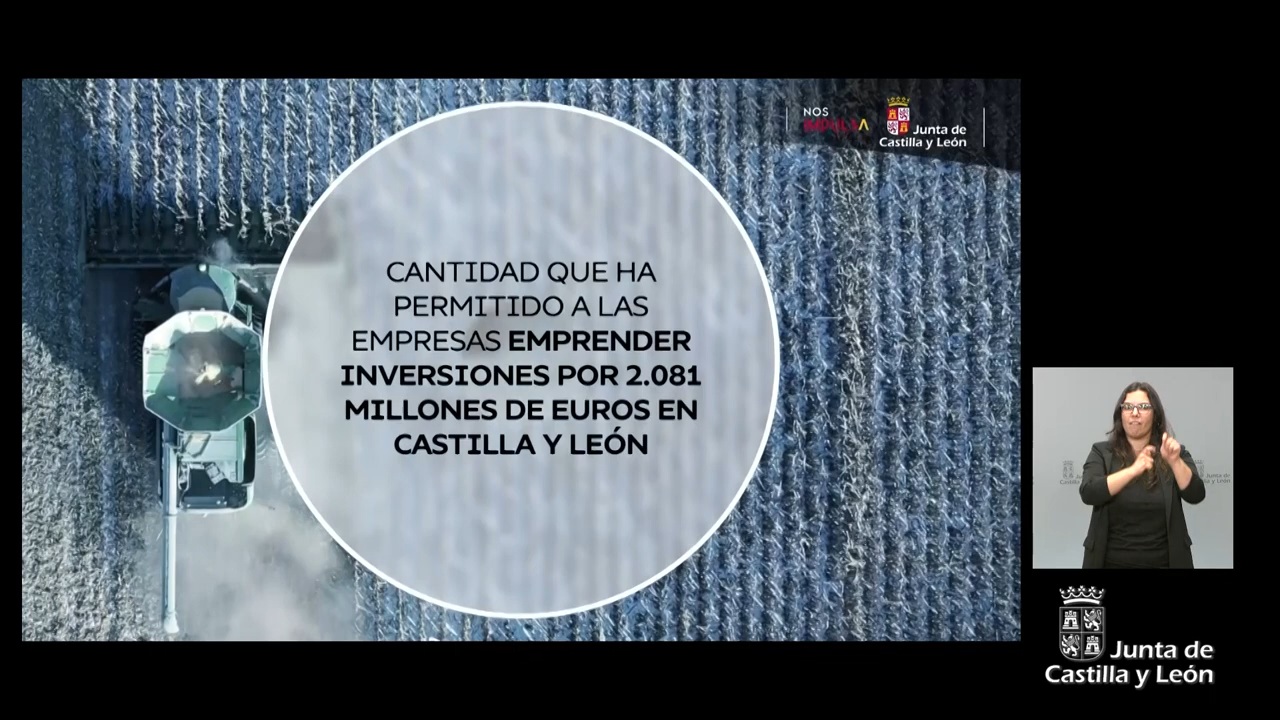 NOS
IMPULSA
Junta de
Castilla y León
CANTIDAD QUE HA
PERMITIDO A LAS
EMPRESAS EMPRENDER
INVERSIONES POR 2.081
MILLONES DE EUROS EN
CASTILLA Y LEÓN
Junta de
Castilla y León